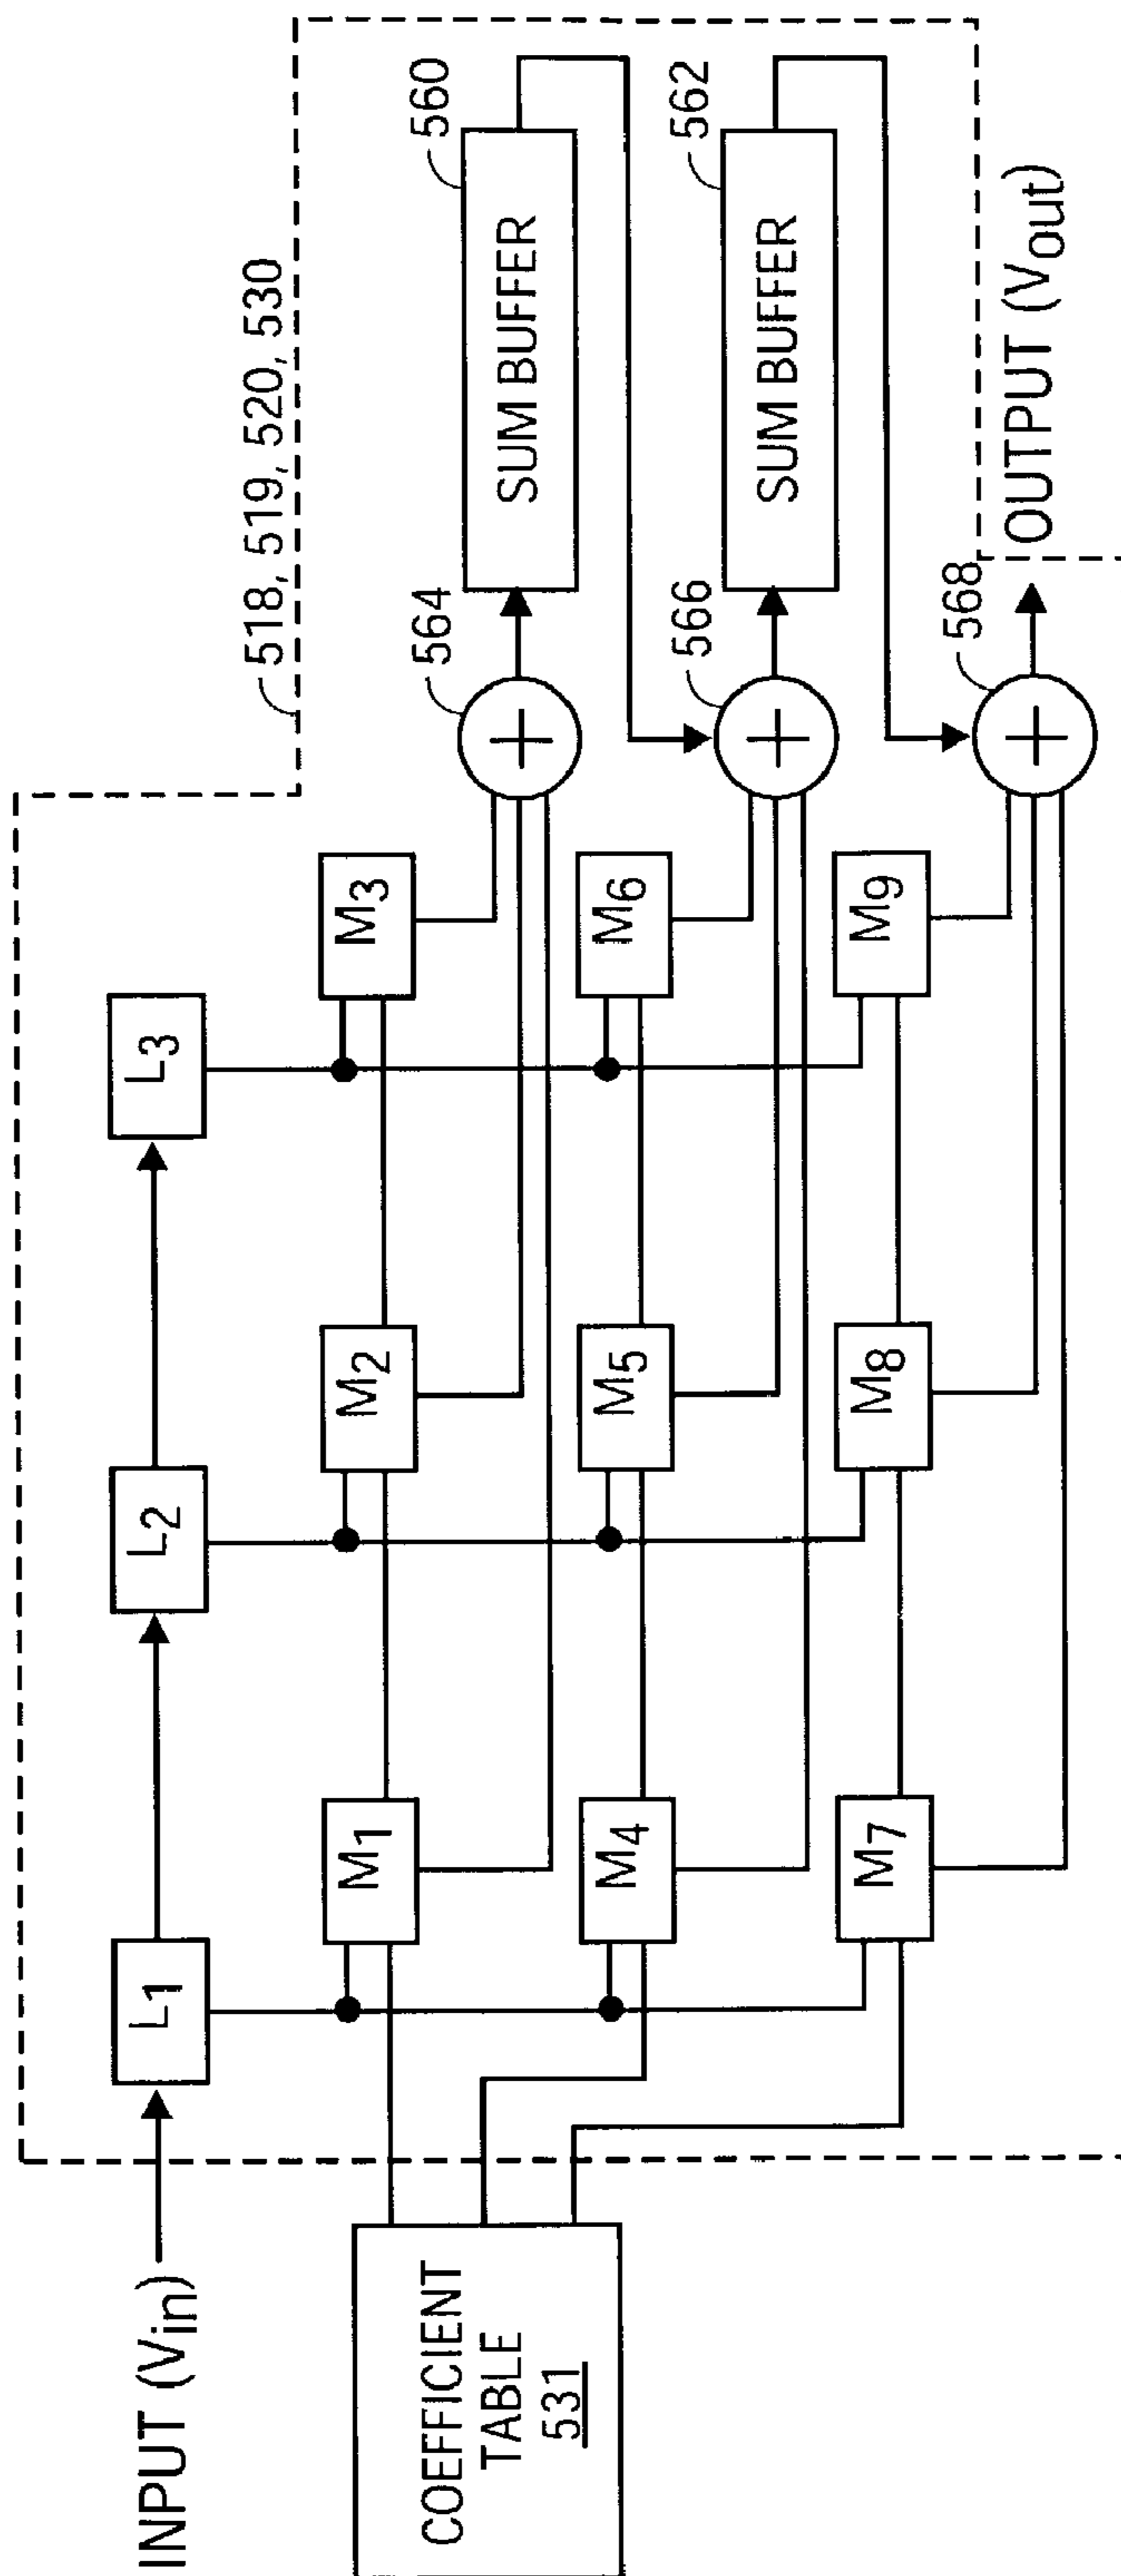 518, 519, 520, 530
INPUT (Vin)
L1
L2
L3
COEFFICIENT
TABLE
531
M1
M2
M3
564
SUM BUFFER
560
M4
M5
M6
566
SUM BUFFER
562
M7
M8
M9
568
OUTPUT (Vout)